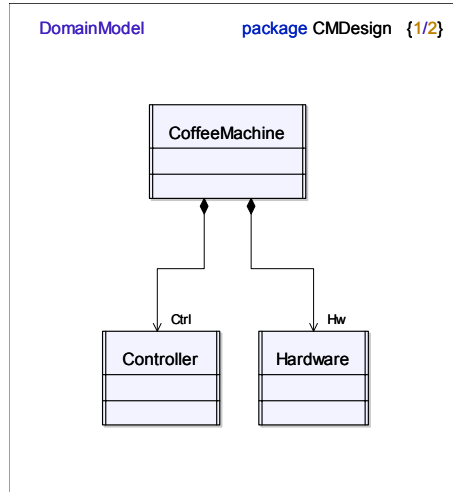 DomainModel package CMDesign {1/2}
CoffeeMachine
Ctrl Hw
Controller Hardware